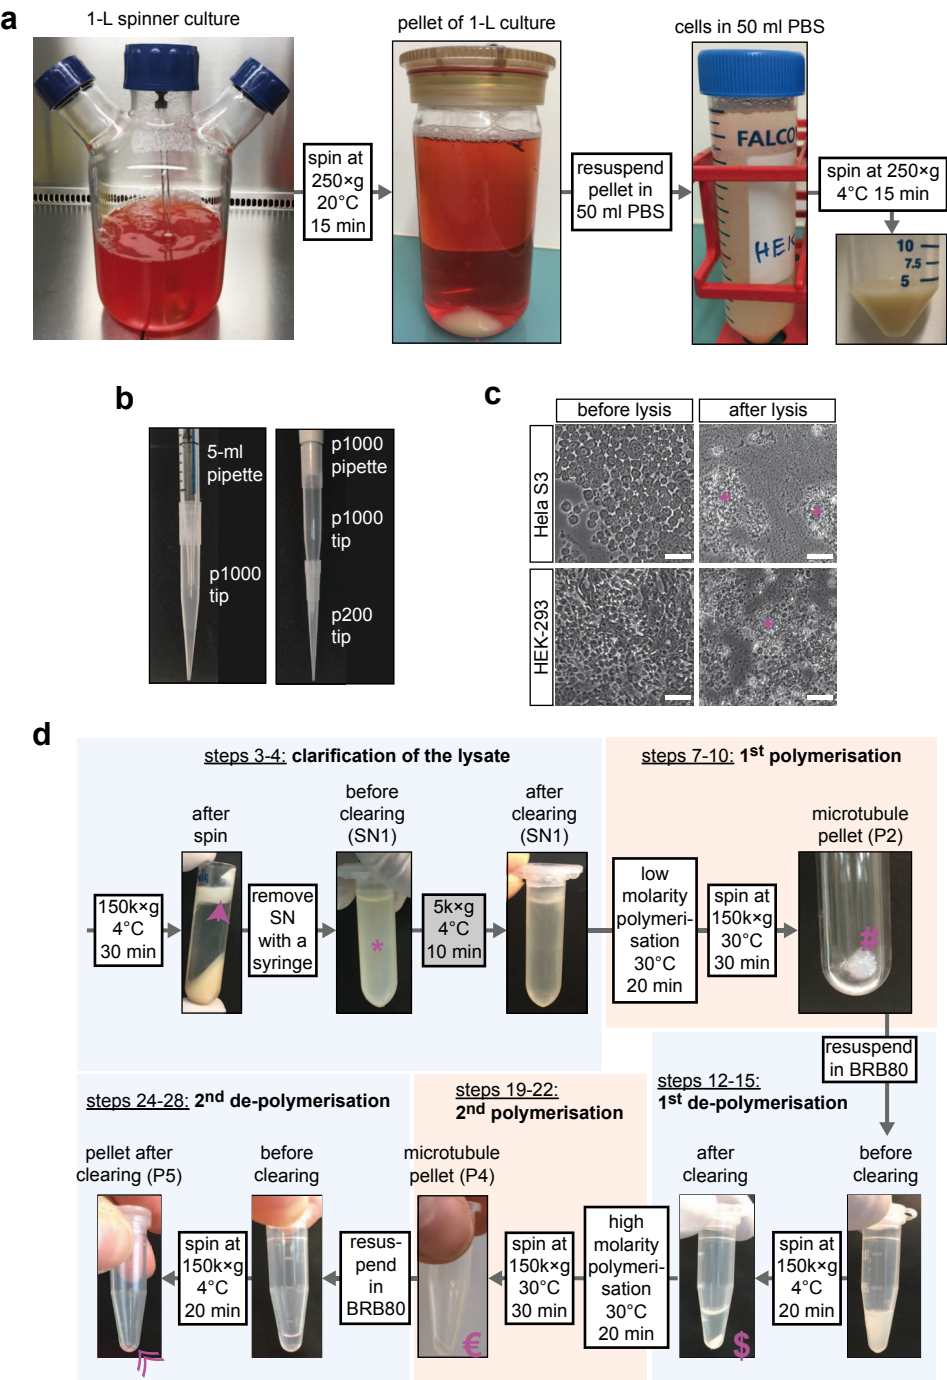 a
1-L spinner culture
pellet of 1-L culture
cells in 50 ml PBS
spin at
250×g
20°C
15 min
resuspend
pellet in
50 ml PBS
FALCO
HEK
spin at 250×g
4°C 15 min
10
7.5
5
b
5-ml
pipette
p1000
tip
p1000
pipette
p1000
tip
p200
tip
c
before lysis
after lysis
Hela S3
HEK-293
d
steps 3-4: clarification of the lysate
after
spin
before
clearing
(SN1)
after
clearing
(SN1)
150k×g
4°C
30 min
remove
SN
with a
syringe
*
5k×g
4°C
10 min
steps 7-10: 1st polymerisation
microtubule
pellet (P2)
low
molarity
polymeri-
sation
30°C
20 min
spin at
150k×g
30°C
30 min
#
resuspend
in BRB80
steps 12-15:
1st de-polymerisation
before
clearing
after
clearing
spin at
150k×g
4°C
20 min
$
steps 19-22:
2nd polymerisation
high
molarity
polymeri-
sation
30°C
20 min
spin at
150k×g
30°C
30 min
microtubule
pellet (P4)
€
steps 24-28: 2nd de-polymerisation
resus-
pend
in
BRB80
before
clearing
spin at
150k×g
4°C
20 min
pellet after
clearing (P5)